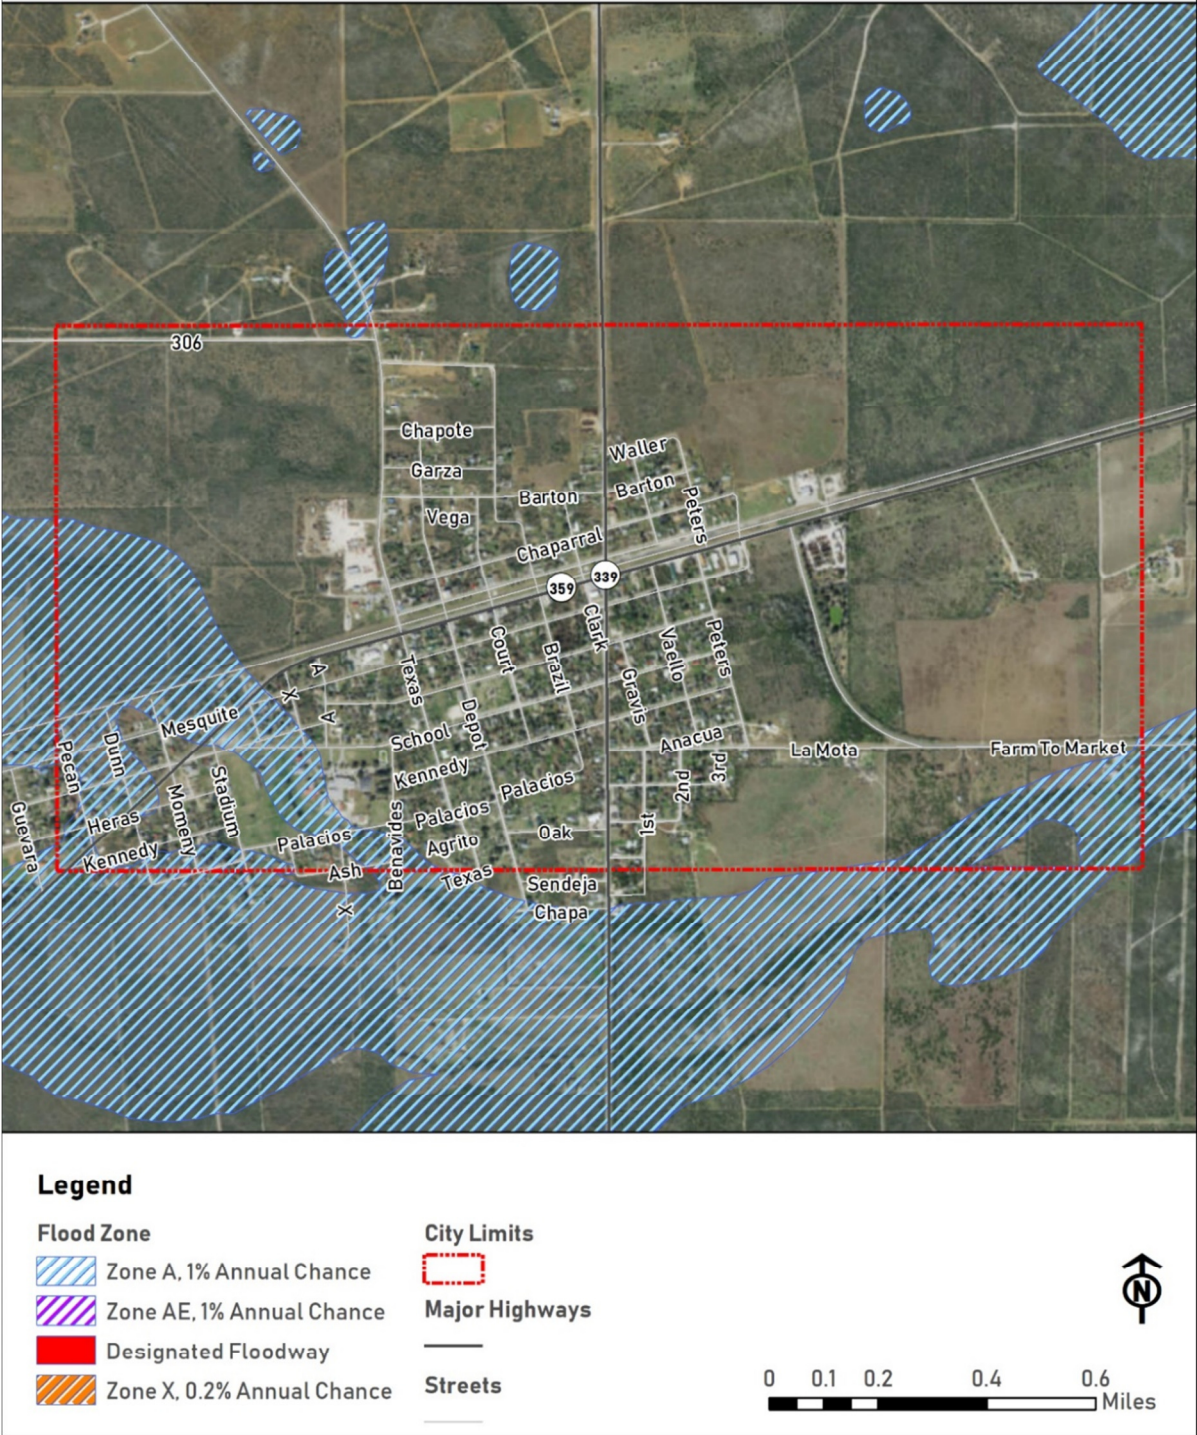 306
Chapote
Garza
Waller
Barton
Barton
Peters
Vega
Chaparral
359
339
Clark
Court
Brazil
Vaello
Peters
A
X
Texas
Gravis
A
Depot
Mesquite
School
Anacua
La Mota
Farm To Market
Pecan
Dunn
Stadium
Kennedy
Palacios
2nd
3rd
Guevara
Momeny
Heras
Palacios
Benavides
Palacios
Agrito
Oak
1st
Kennedy
Ash
Texas
Sendeja
X
Chapa
Legend
Flood Zone
Zone A, 1% Annual Chance
Zone AE, 1% Annual Chance
Designated Floodway
Zone X, 0.2% Annual Chance
City Limits
Major Highways
Streets
N
0 0.1 0.2 0.4 0.6
Miles